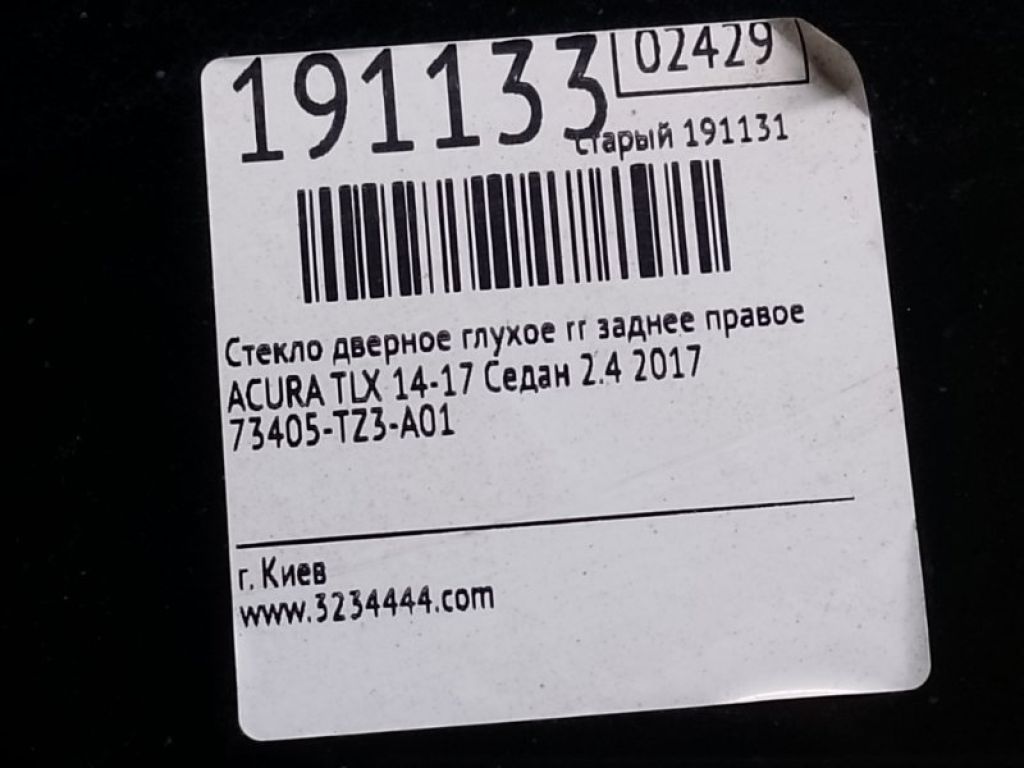 191133 02429
старый 191131
Стекло дверное глухое rr заднее правое
ACURA TLX 14-17 Седан 2.4 2017
73405-TZ3-A01
г. Киев
www.3234444.com